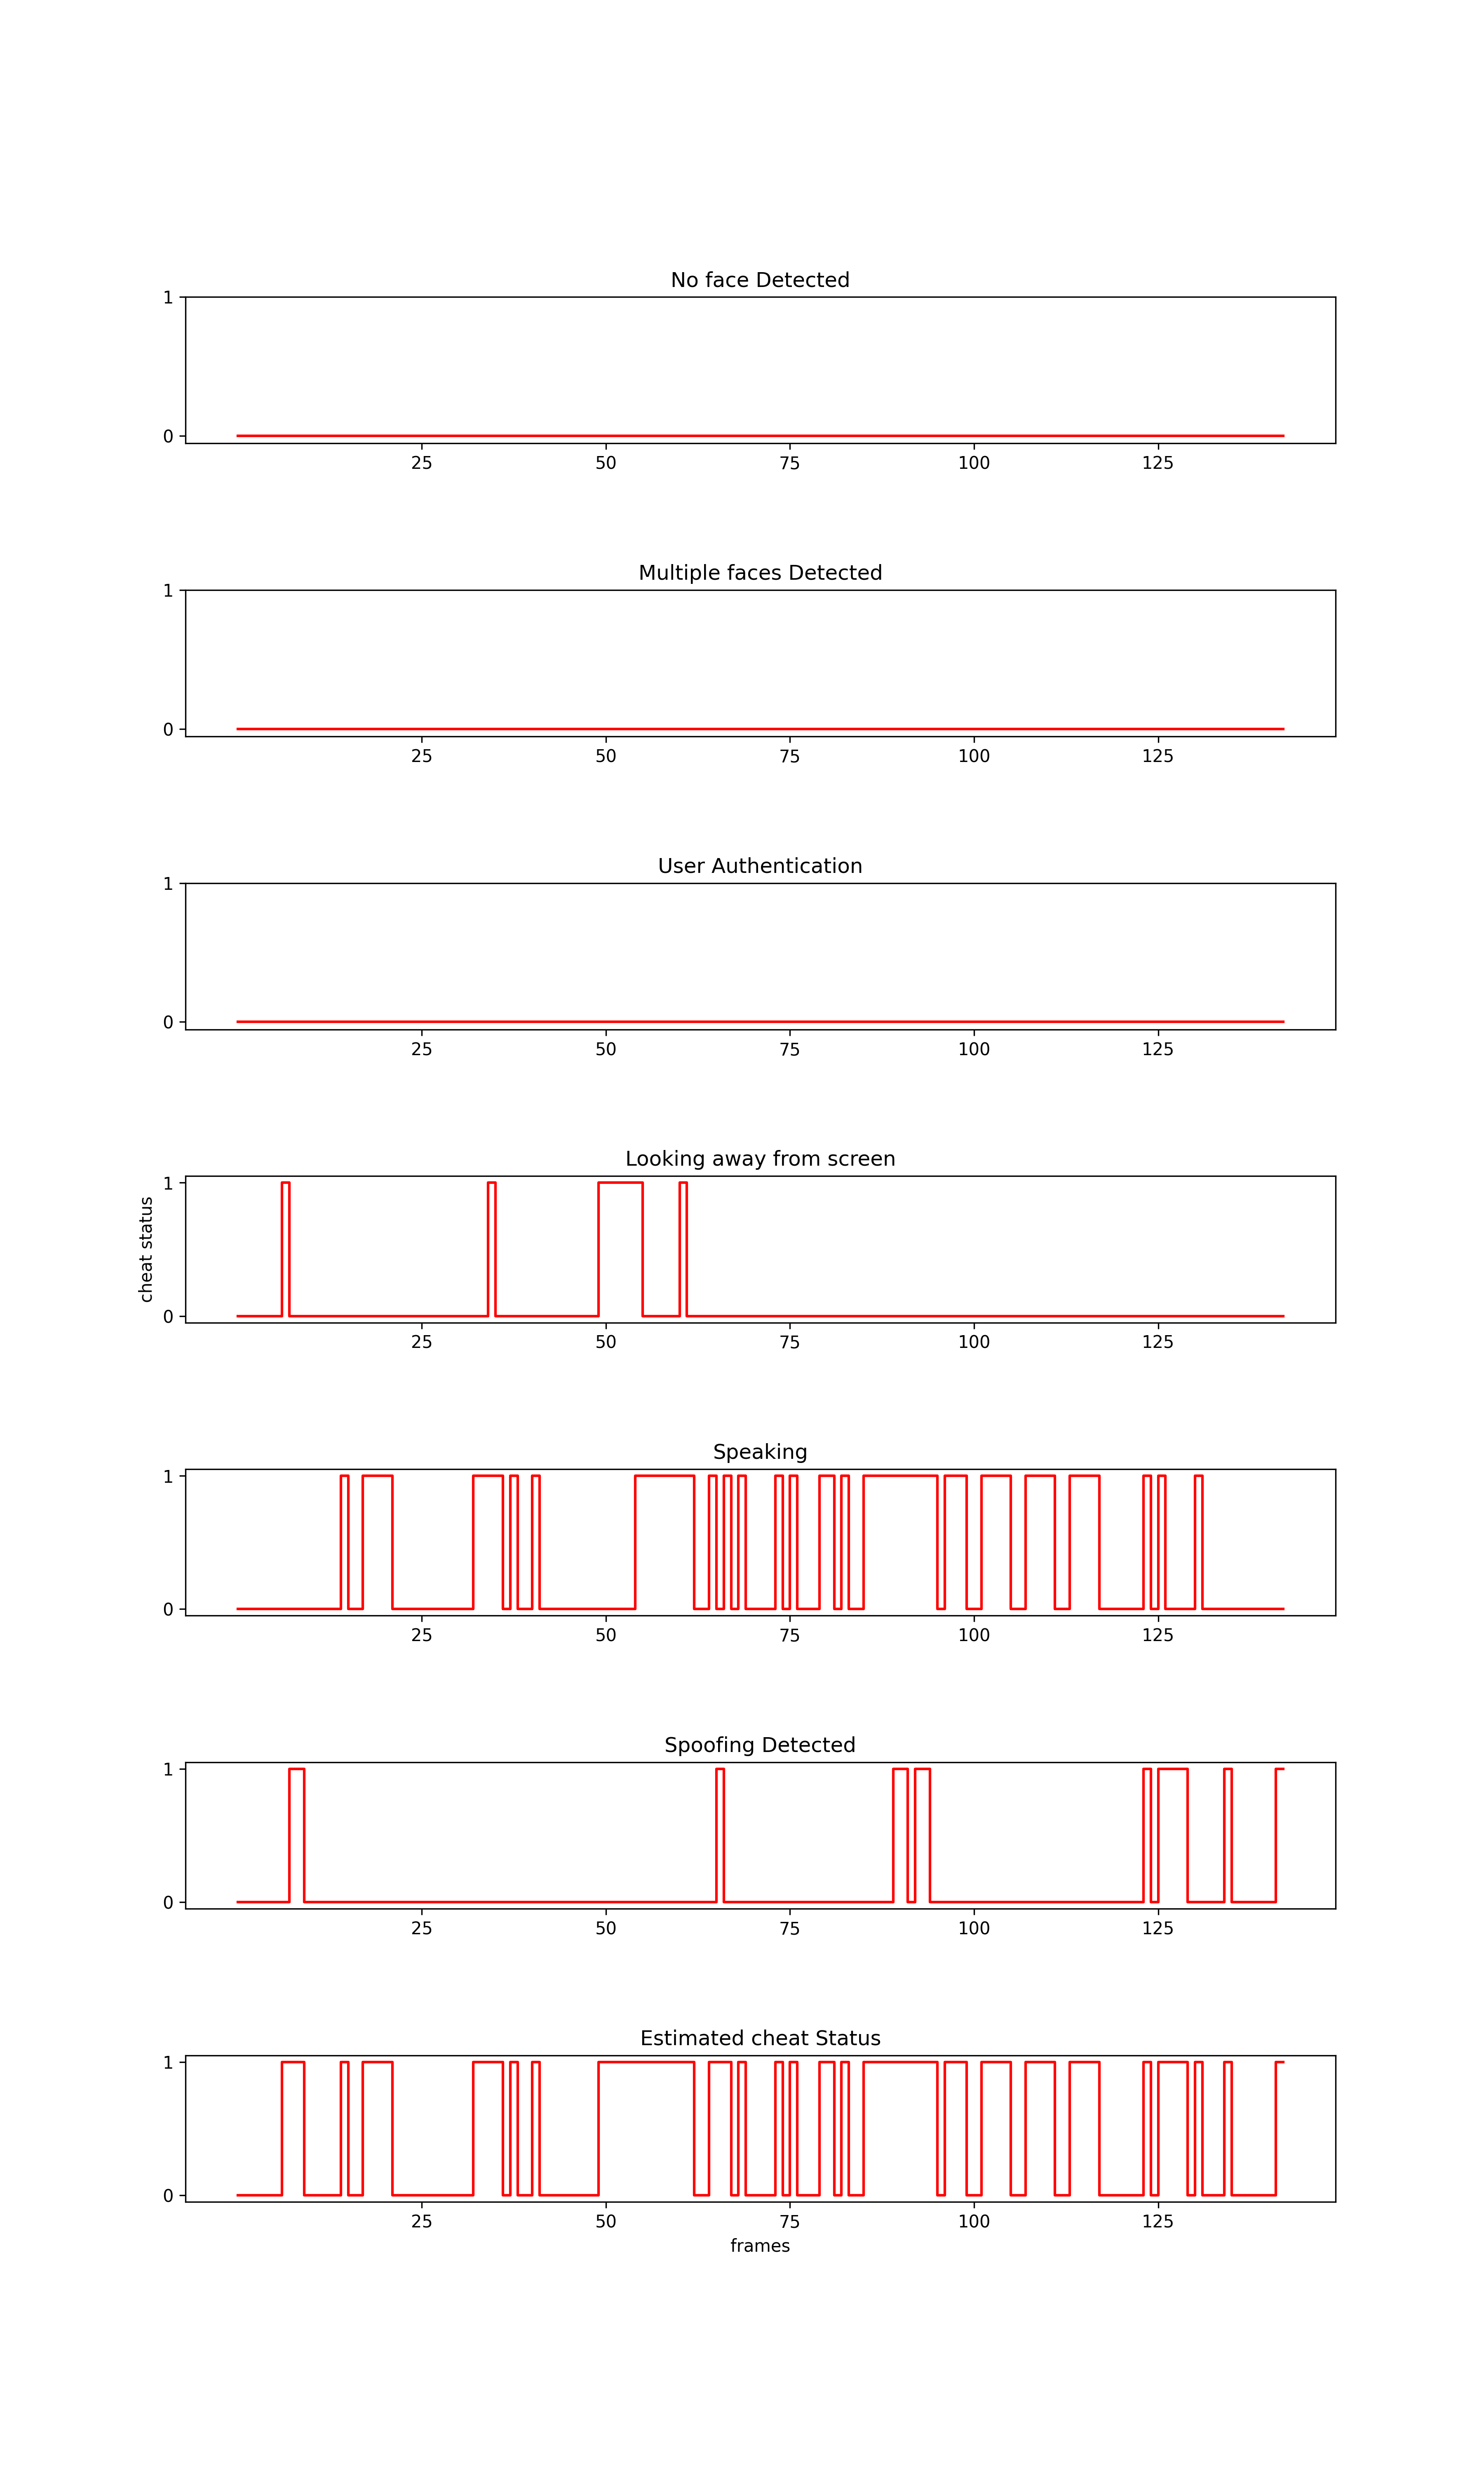 No face Detected
1
0
25 50 75 100 125
Multiple faces Detected
1
0
25 50 75 100 125
User Authentication
1
0
25 50 75 100 125
Looking away from screen
1
cheat status
0
25 50 75 100 125
Speaking
1
0
25 50 75 100 125
Spoofing Detected
1
0
25 50 75 100 125
Estimated cheat Status
1
0
25 50 75 100 125
frames